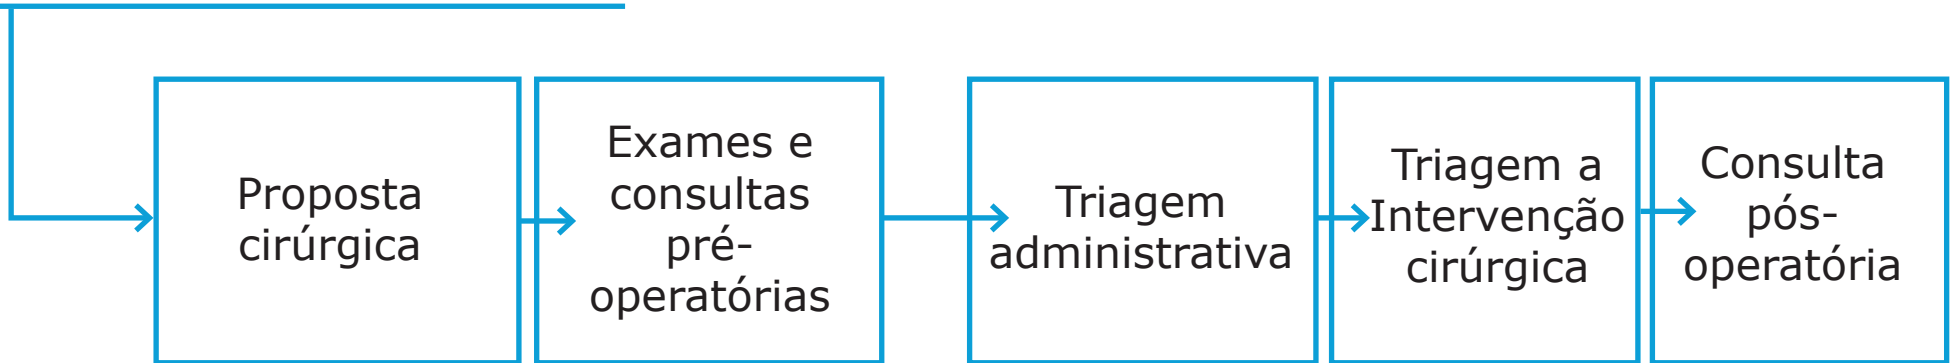 Proposta
cirúrgica
Exames e
consultas
pré-
operatórias
Triagem
administrativa
Triagem a
Intervenção
cirúrgica
Consulta
pós-
operatória